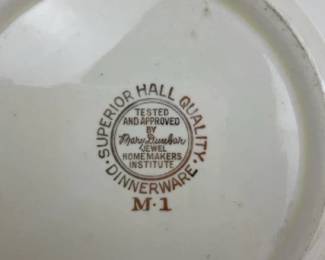 ·SUPERIOR HALL QUALITY·
DINNERWARE
TESTED
AND APPROVED
BY
Mary Dunbar
JEWEL
HOMEMAKERS
INSTITUTE
M·1